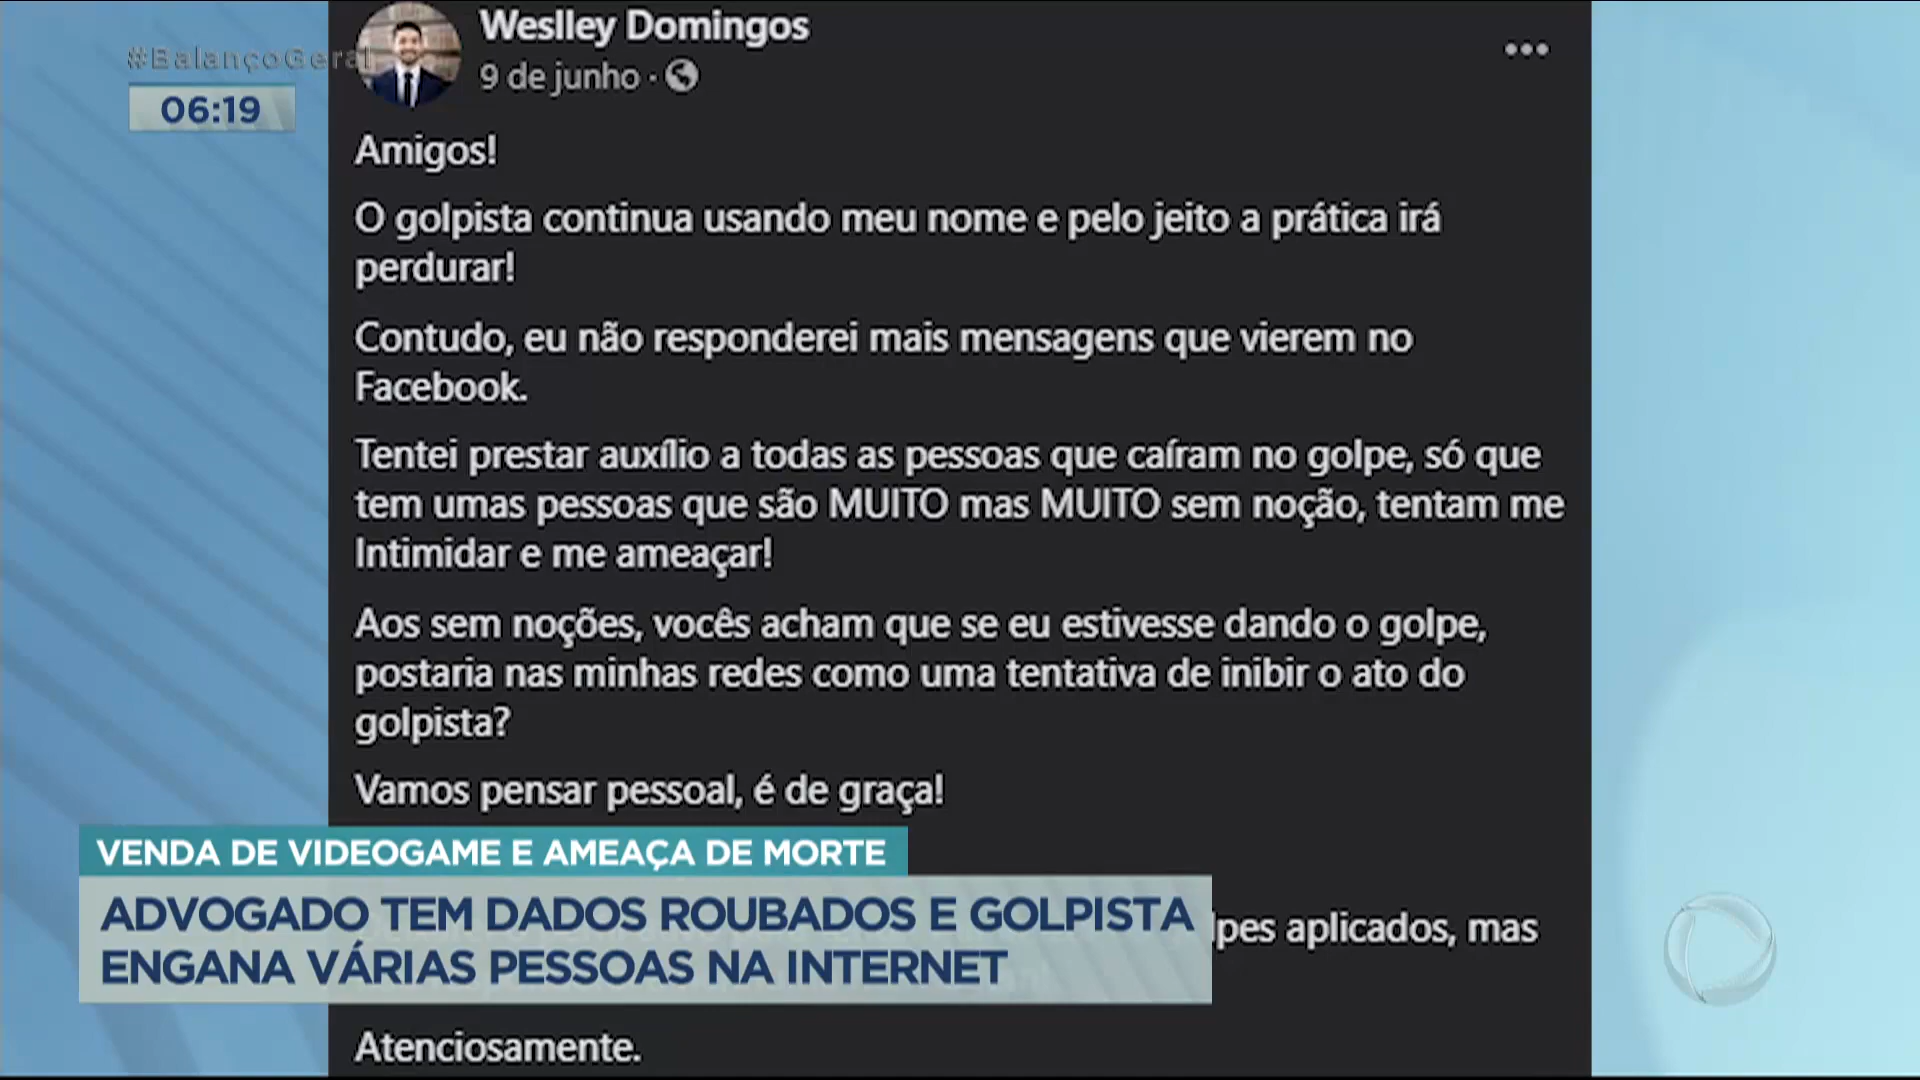 #BalançoGeral
06:19
Weslley Domingos
9 de junho ·
Amigos!
O golpista continua usando meu nome e pelo jeito a prática irá
perdurar!
Contudo, eu não responderei mais mensagens que vierem no
Facebook.
Tentei prestar auxílio a todas as pessoas que caíram no golpe, só que
tem umas pessoas que são MUITO mas MUITO sem noção, tentam me
Intimidar e me ameaçar!
Aos sem noções, vocês acham que se eu estivesse dando o golpe,
postaria nas minhas redes como uma tentativa de inibir o ato do
golpista?
Vamos pensar pessoal, é de graça!
VENDA DE VIDEOGAME E AMEAÇA DE MORTE
ADVOGADO TEM DADOS ROUBADOS E GOLPISTA
ENGANA VÁRIAS PESSOAS NA INTERNET
lpes aplicados, mas
Atenciosamente.